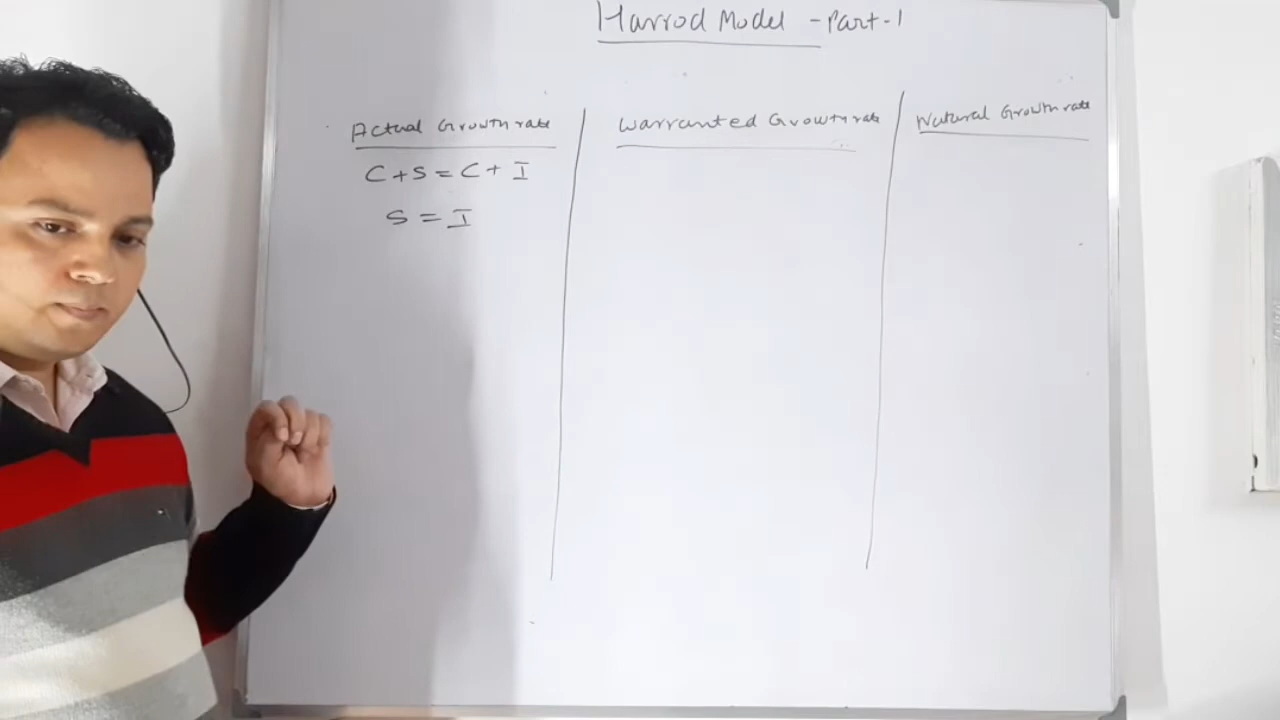 Harrod Model - Part-1
Actual Growth rate
C + S = C + I
S = I
Warranted Growth rate
Natural Growth rate